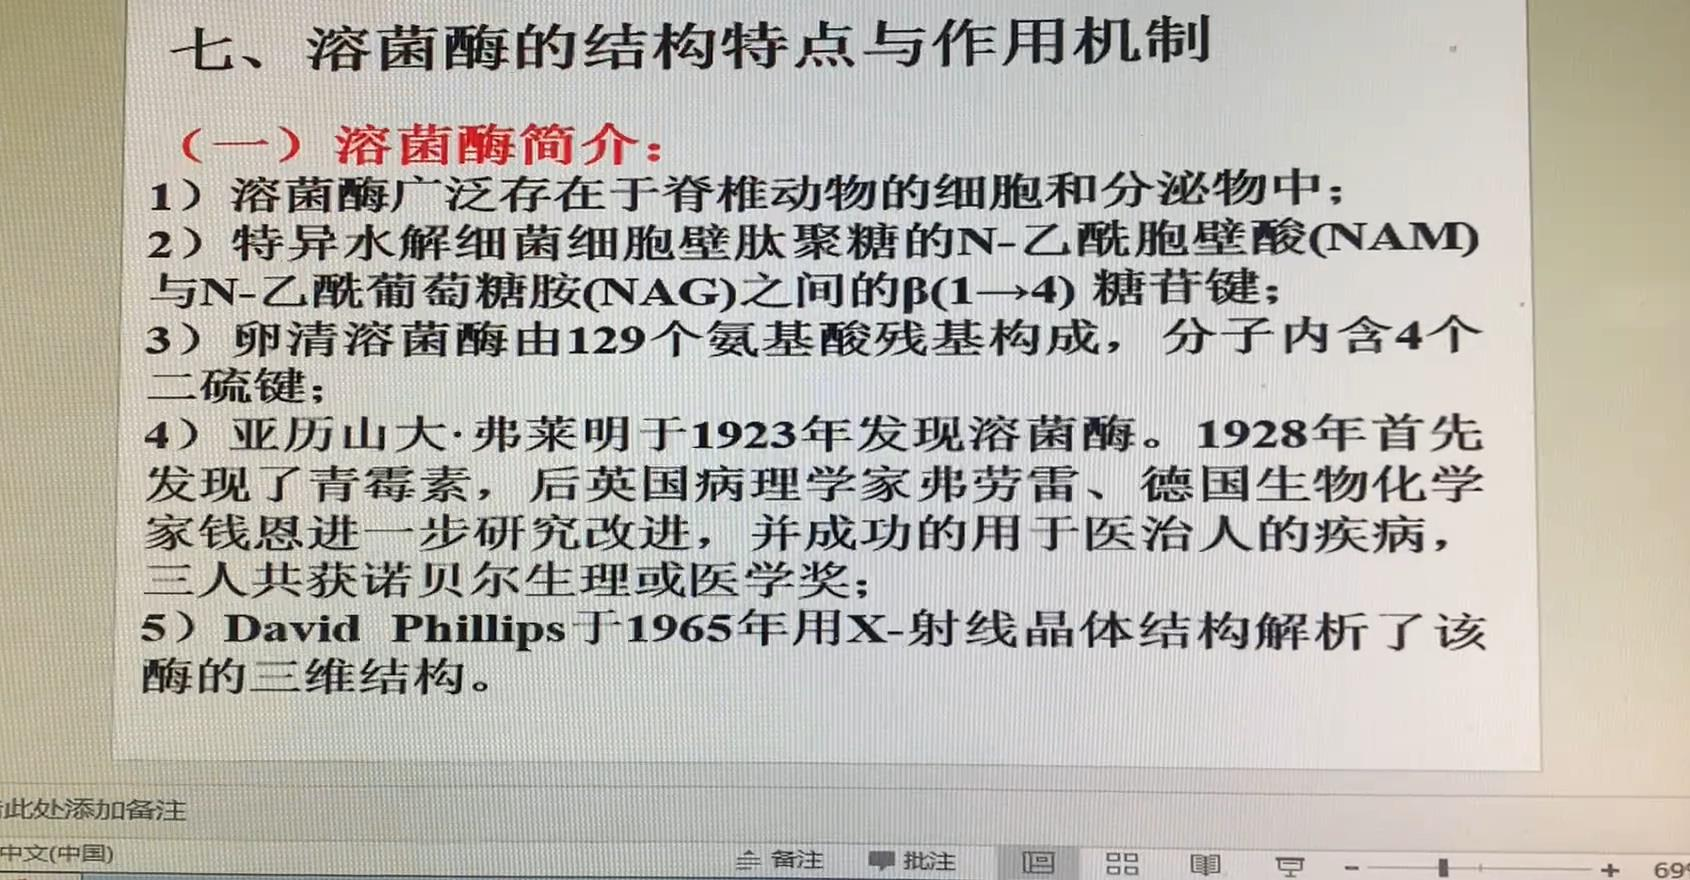 七、溶菌酶的结构特点与作用机制
（一）溶菌酶简介：
1）溶菌酶广泛存在于脊椎动物的细胞和分泌物中；
2）特异水解细菌细胞壁肽聚糖的N-乙酰胞壁酸(NAM)
与N-乙酰葡萄糖胺(NAG)之间的β(1→4) 糖苷键；
3）卵清溶菌酶由129个氨基酸残基构成，分子内含4个
二硫键；
4）亚历山大·弗莱明于1923年发现溶菌酶。1928年首先
发现了青霉素，后英国病理学家弗劳雷、德国生物化学
家钱恩进一步研究改进，并成功的用于医治人的疾病，
三人共获诺贝尔生理或医学奖；
5）David Phillips于1965年用X-射线晶体结构解析了该
酶的三维结构。
此处添加备注
中文(中国)
备注 批注
69